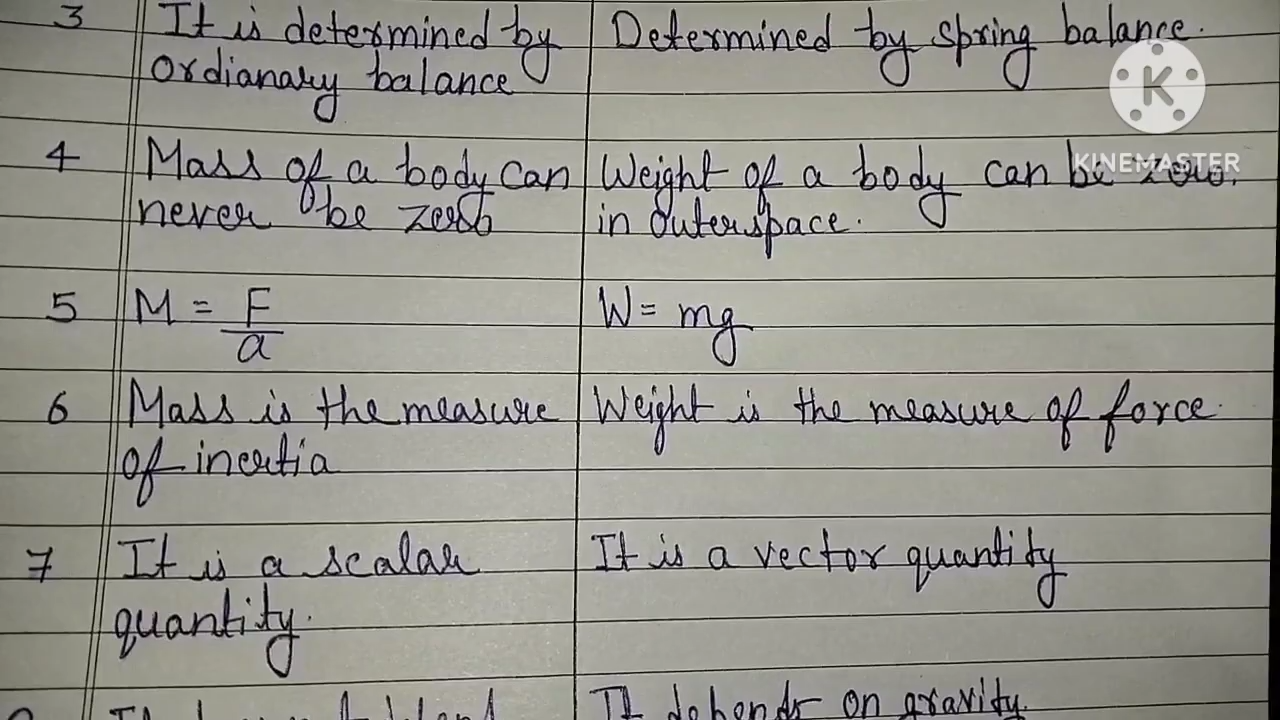 3 It is determined by Determined by spring balance.
ordianary balance
K
KINEMASTER
4 Mass of a body can Weight of a body can be zero.
never be zero in outerspace.
5 M = F/a W = mg
6 Mass is the measure Weight is the measure of force.
of inertia
7 It is a scalar It is a vector quantity
quantity.
It It depends on gravity.